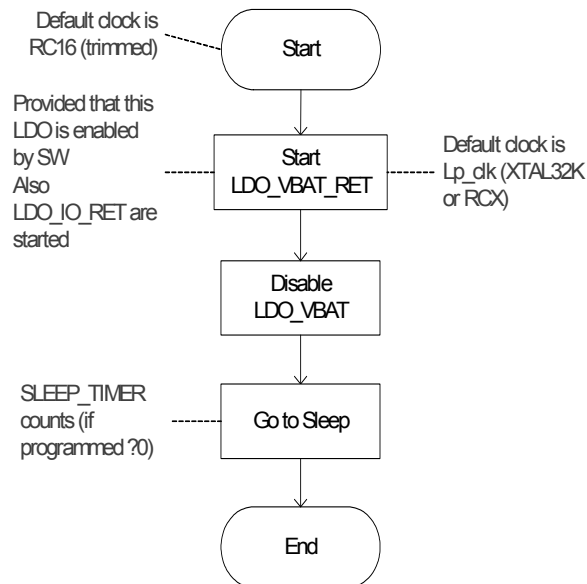 Default clock is
RC16 (trimmed)
Start
Provided that this
LDO is enabled
by SW
Also
LDO_IO_RET are
started
Start
LDO_VBAT_RET
Default clock is
Lp_clk (XTAL32K
or RCX)
Disable
LDO_VBAT
SLEEP_TIMER
counts (if
programmed ?0)
Go to Sleep
End